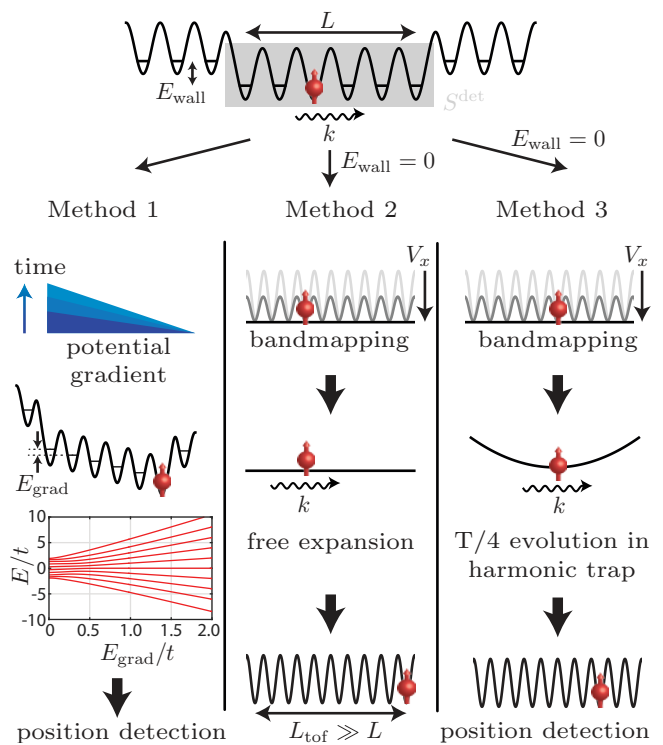 L
E_wall
S^det
k
E_wall = 0
E_wall = 0
Method 1
Method 2
Method 3
time
potential
gradient
E_grad
10
5
0
-5
-10
E/t
0
0.5
1.0
1.5
2.0
E_grad/t
position detection
V_x
bandmapping
k
free expansion
L_tof ≫ L
V_x
bandmapping
k
T/4 evolution in
harmonic trap
position detection